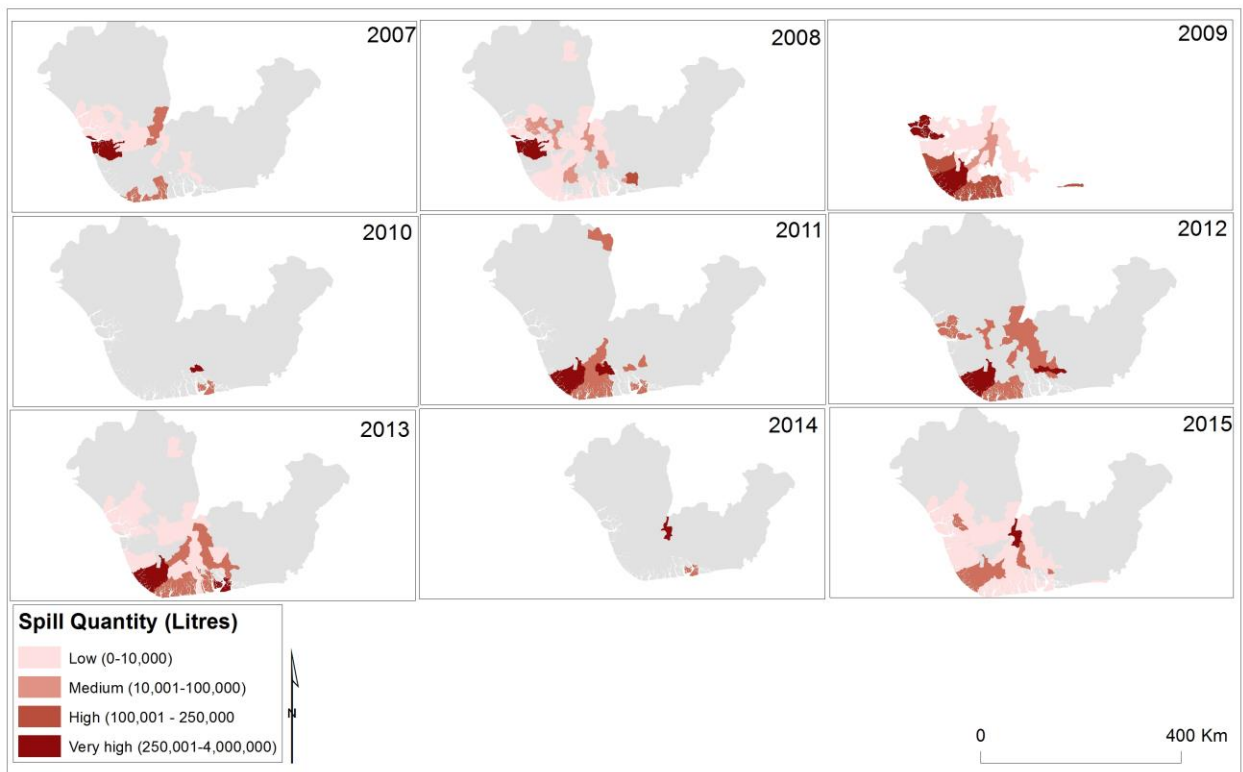 2007
2008
2009
2010
2011
2012
2013
2014
2015
Spill Quantity (Litres)
Low (0-10,000)
Medium (10,001-100,000)
High (100,001 - 250,000
Very high (250,001-4,000,000)
N
0 400 Km